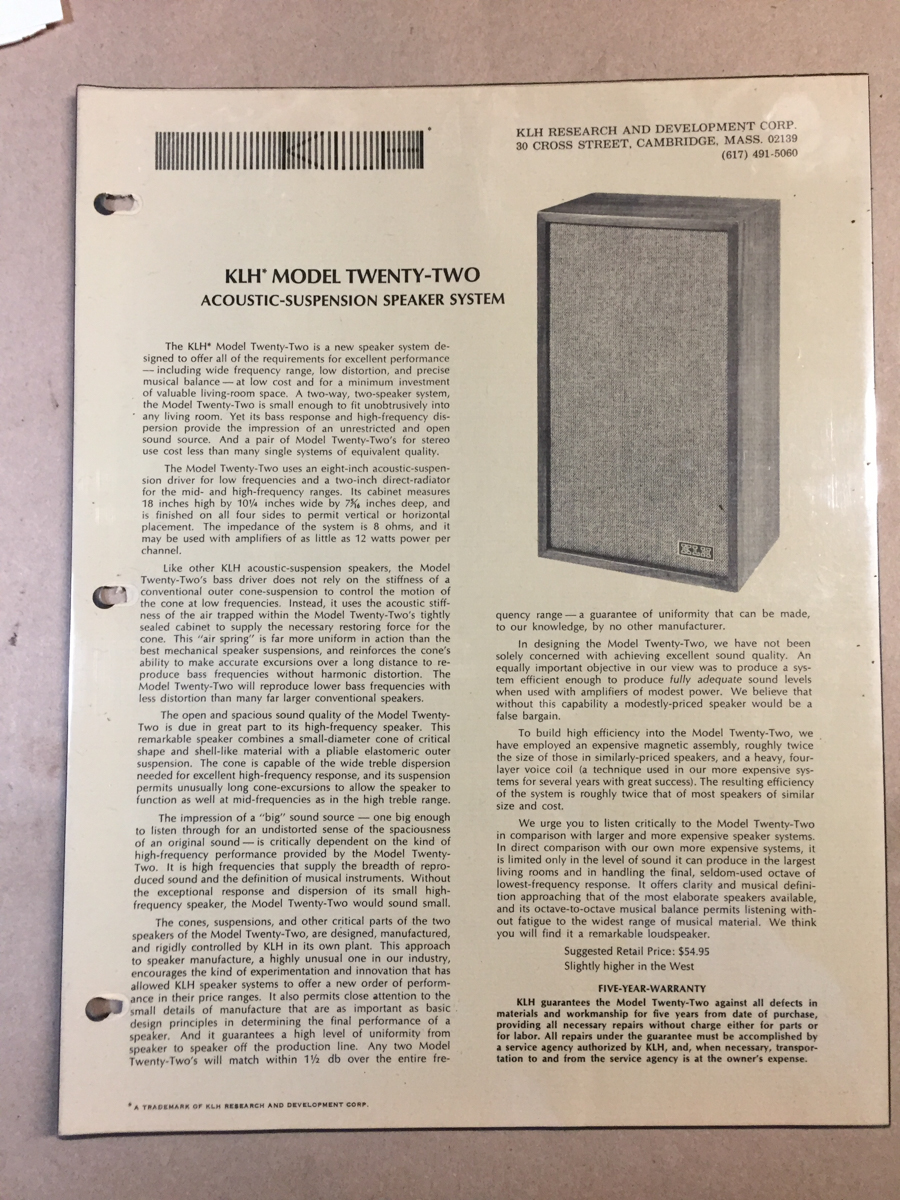 KLH
*
KLH RESEARCH AND DEVELOPMENT CORP.
30 CROSS STREET, CAMBRIDGE, MASS. 02139
(617) 491-5060
KLH* MODEL TWENTY-TWO
ACOUSTIC-SUSPENSION SPEAKER SYSTEM
The KLH* Model Twenty-Two is a new speaker system de-
signed to offer all of the requirements for excellent performance
— including wide frequency range, low distortion, and precise
musical balance — at low cost and for a minimum investment
of valuable living-room space. A two-way, two-speaker system,
the Model Twenty-Two is small enough to fit unobtrusively into
any living room. Yet its bass response and high-frequency dis-
persion provide the impression of an unrestricted and open
sound source. And a pair of Model Twenty-Two's for stereo
use cost less than many single systems of equivalent quality.
The Model Twenty-Two uses an eight-inch acoustic-suspen-
sion driver for low frequencies and a two-inch direct-radiator
for the mid- and high-frequency ranges. Its cabinet measures
18 inches high by 10¼ inches wide by 7 5/16 inches deep, and
is finished on all four sides to permit vertical or horizontal
placement. The impedance of the system is 8 ohms, and it
may be used with amplifiers of as little as 12 watts power per
channel.
Like other KLH acoustic-suspension speakers, the Model
Twenty-Two's bass driver does not rely on the stiffness of a
conventional outer cone-suspension to control the motion of
the cone at low frequencies. Instead, it uses the acoustic stiff-
ness of the air trapped within the Model Twenty-Two's tightly
sealed cabinet to supply the necessary restoring force for the
cone. This "air spring" is far more uniform in action than the
best mechanical speaker suspensions, and reinforces the cone's
ability to make accurate excursions over a long distance to re-
produce bass frequencies without harmonic distortion. The
Model Twenty-Two will reproduce lower bass frequencies with
less distortion than many far larger conventional speakers.
The open and spacious sound quality of the Model Twenty-
Two is due in great part to its high-frequency speaker. This
remarkable speaker combines a small-diameter cone of critical
shape and shell-like material with a pliable elastomeric outer
suspension. The cone is capable of the wide treble dispersion
needed for excellent high-frequency response, and its suspension
permits unusually long cone-excursions to allow the speaker to
function as well at mid-frequencies as in the high treble range.
The impression of a "big" sound source — one big enough
to listen through for an undistorted sense of the spaciousness
of an original sound — is critically dependent on the kind of
high-frequency performance provided by the Model Twenty-
Two. It is high frequencies that supply the breadth of repro-
duced sound and the definition of musical instruments. Without
the exceptional response and dispersion of its small high-
frequency speaker, the Model Twenty-Two would sound small.
The cones, suspensions, and other critical parts of the two
speakers of the Model Twenty-Two, are designed, manufactured,
and rigidly controlled by KLH in its own plant. This approach
to speaker manufacture, a highly unusual one in our industry,
encourages the kind of experimentation and innovation that has
allowed KLH speaker systems to offer a new order of perform-
ance in their price ranges. It also permits close attention to the
small details of manufacture that are as important as basic
design principles in determining the final performance of a
speaker. And it guarantees a high level of uniformity from
speaker to speaker off the production line. Any two Model
Twenty-Two's will match within 1½ db over the entire fre-
KLH
quency range — a guarantee of uniformity that can be made,
to our knowledge, by no other manufacturer.
In designing the Model Twenty-Two, we have not been
solely concerned with achieving excellent sound quality. An
equally important objective in our view was to produce a sys-
tem efficient enough to produce fully adequate sound levels
when used with amplifiers of modest power. We believe that
without this capability a modestly-priced speaker would be a
false bargain.
To build high efficiency into the Model Twenty-Two, we
have employed an expensive magnetic assembly, roughly twice
the size of those in similarly-priced speakers, and a heavy, four-
layer voice coil (a technique used in our more expensive sys-
tems for several years with great success). The resulting efficiency
of the system is roughly twice that of most speakers of similar
size and cost.
We urge you to listen critically to the Model Twenty-Two
in comparison with larger and more expensive speaker systems.
In direct comparison with our own more expensive systems, it
is limited only in the level of sound it can produce in the largest
living rooms and in handling the final, seldom-used octave of
lowest-frequency response. It offers clarity and musical defini-
tion approaching that of the most elaborate speakers available,
and its octave-to-octave musical balance permits listening with-
out fatigue to the widest range of musical material. We think
you will find it a remarkable loudspeaker.
Suggested Retail Price: $54.95
Slightly higher in the West
FIVE-YEAR-WARRANTY
KLH guarantees the Model Twenty-Two against all defects in
materials and workmanship for five years from date of purchase,
providing all necessary repairs without charge either for parts or
for labor. All repairs under the guarantee must be accomplished by
a service agency authorized by KLH, and, when necessary, transpor-
tation to and from the service agency is at the owner's expense.
* A TRADEMARK OF KLH RESEARCH AND DEVELOPMENT CORP.